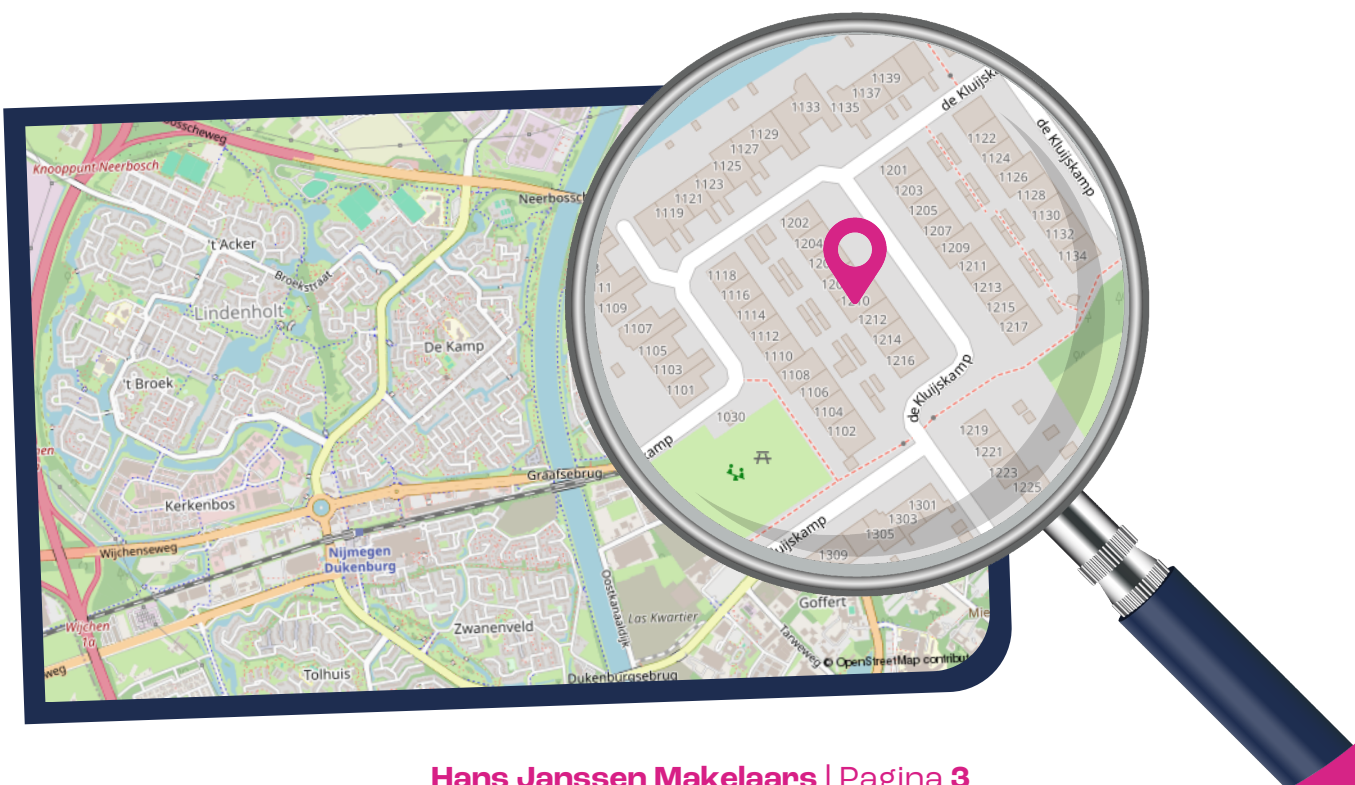 Knooppunt Neerbosch
't Acker
Broekstraat
Lindenholt
't Broek
De Kamp
Kerkenbos
Wijchenseweg
Nijmegen
Dukenburg
Graafsebrug
Wijchen
1a
weg
Zwanenveld
Tolhuis
Dukenburgsebrug
Oostkanaaldijk
Las Kwartier
Goffert
Tarweweg
© OpenStreetMap
de Kluijskamp
de Kluijskamp
1139
1137
1135
1133
1129
1127
1125
1123
1121
1119
1122
1124
1126
1128
1130
1132
1134
1201
1203
1205
1207
1209
1211
1213
1215
1217
1202
1204
1210
1212
1214
1216
1118
1116
1114
1112
1110
1108
1106
1104
1102
1109
1107
1105
1103
1101
1030
1219
1221
1223
1225
1301
1303
1305
1309
Hans Janssen Makelaars | Pagina 3